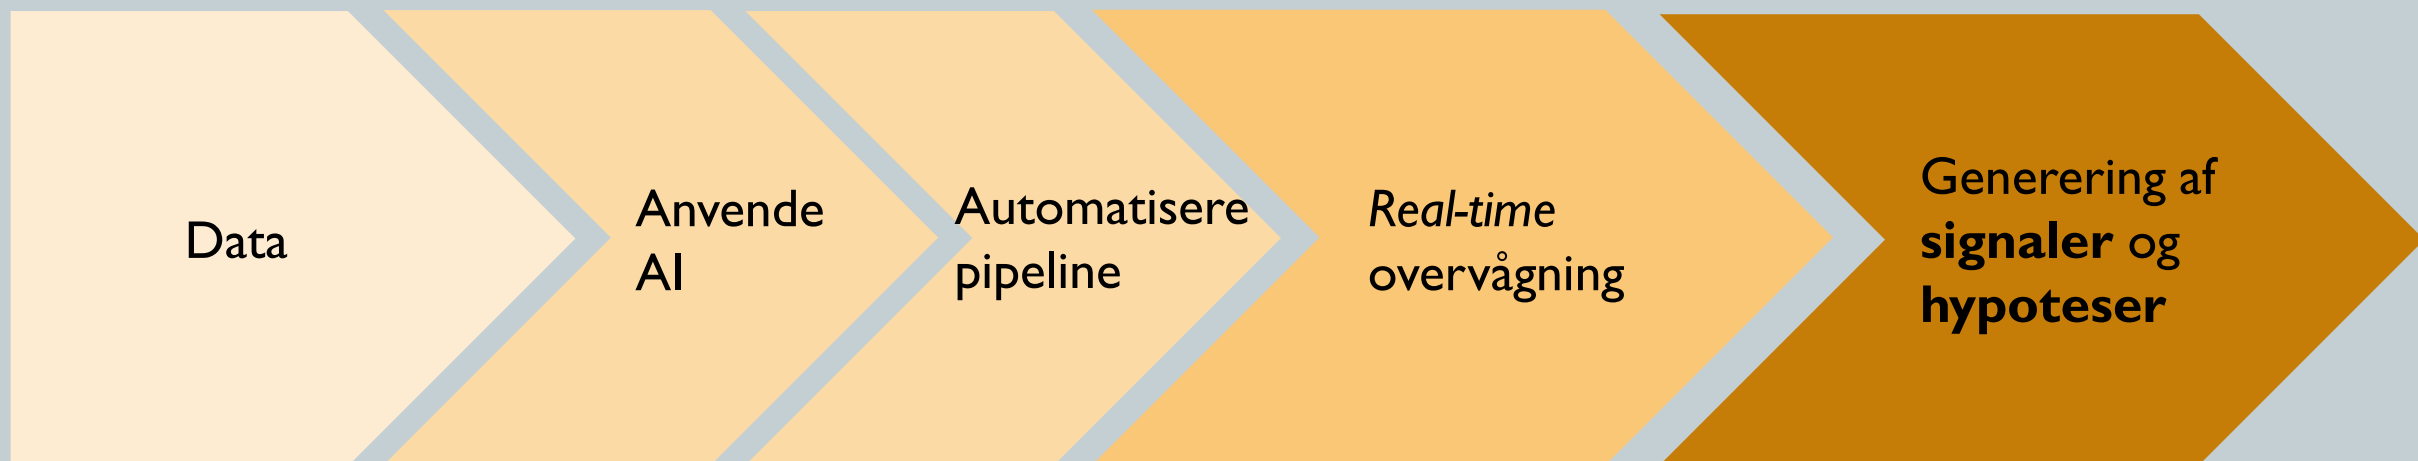 Data
Anvende
AI
Automatisere
pipeline
Real-time
overvågning
Generering af
signaler og
hypoteser